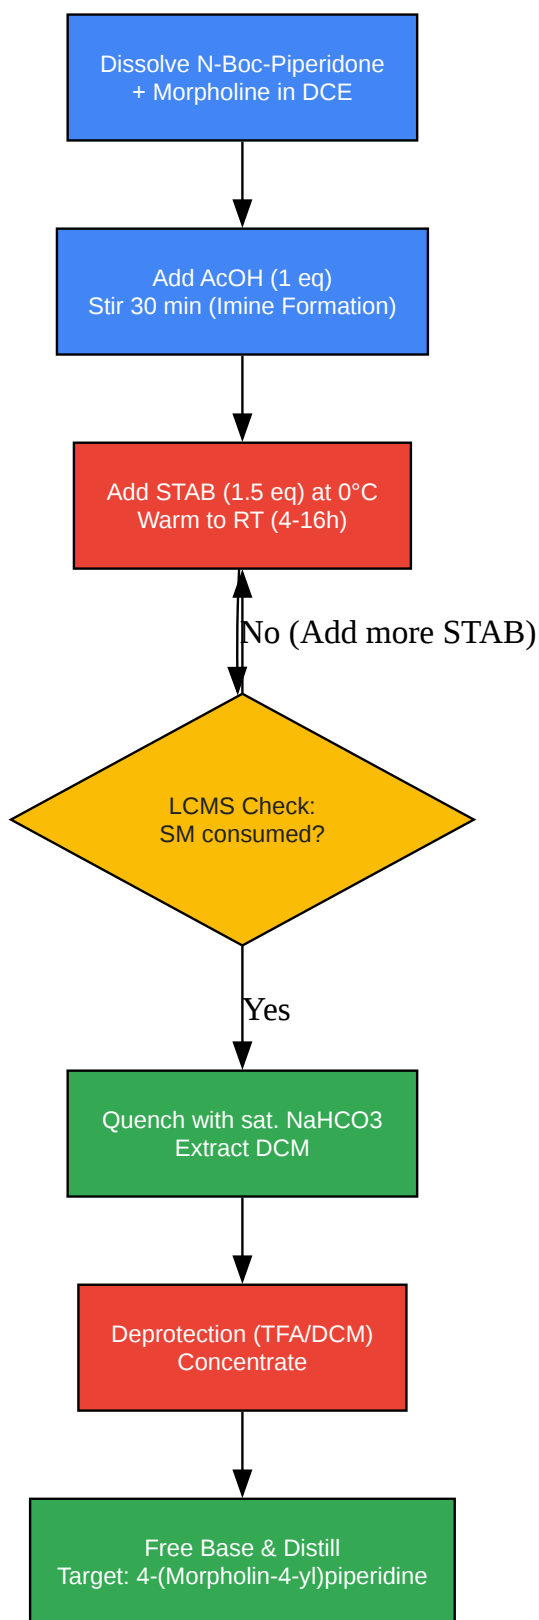 Dissolve N-Boc-Piperidone
+ Morpholine in DCE
Add AcOH (1 eq)
Stir 30 min (Imine Formation)
Add STAB (1.5 eq) at 0°C
Warm to RT (4-16h)
No (Add more STAB)
LCMS Check:
SM consumed?
Yes
Quench with sat. NaHCO3
Extract DCM
Deprotection (TFA/DCM)
Concentrate
Free Base & Distill
Target: 4-(Morpholin-4-yl)piperidine